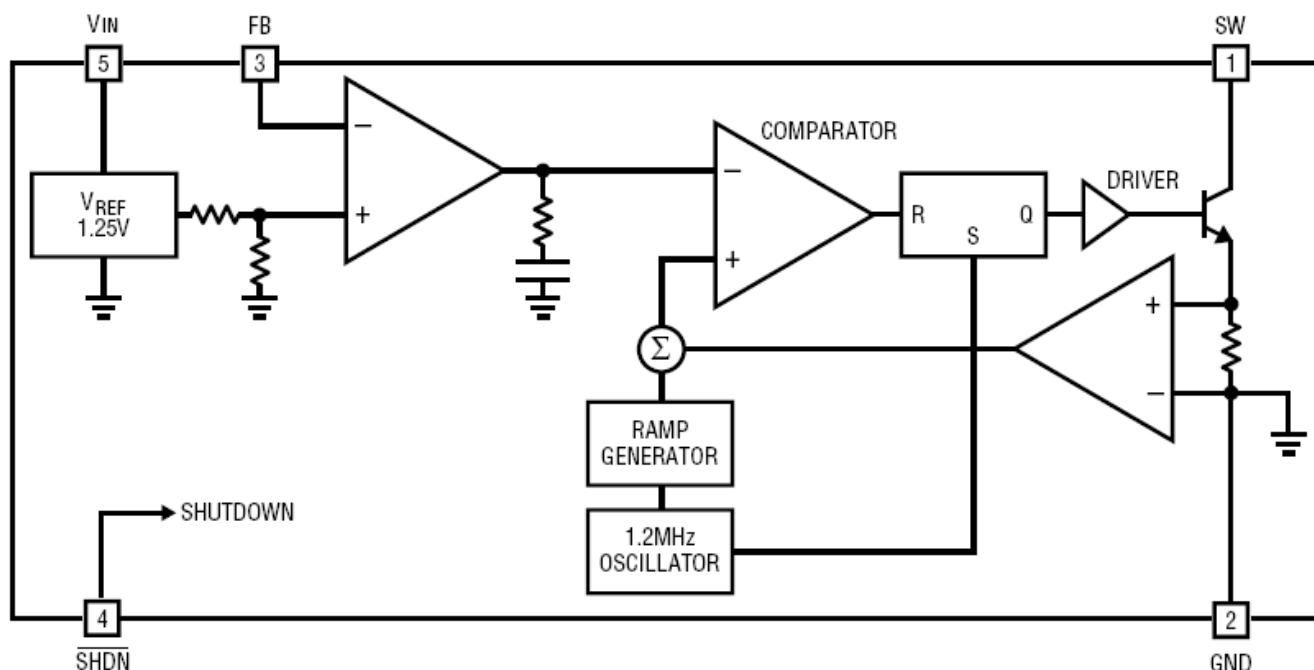 VIN
FB
SW
5
3
1
COMPARATOR
−
+
VREF
1.25V
−
+
R
S
Q
DRIVER
Σ
+
−
RAMP
GENERATOR
SHUTDOWN
1.2MHz
OSCILLATOR
4
2
SHDN
GND